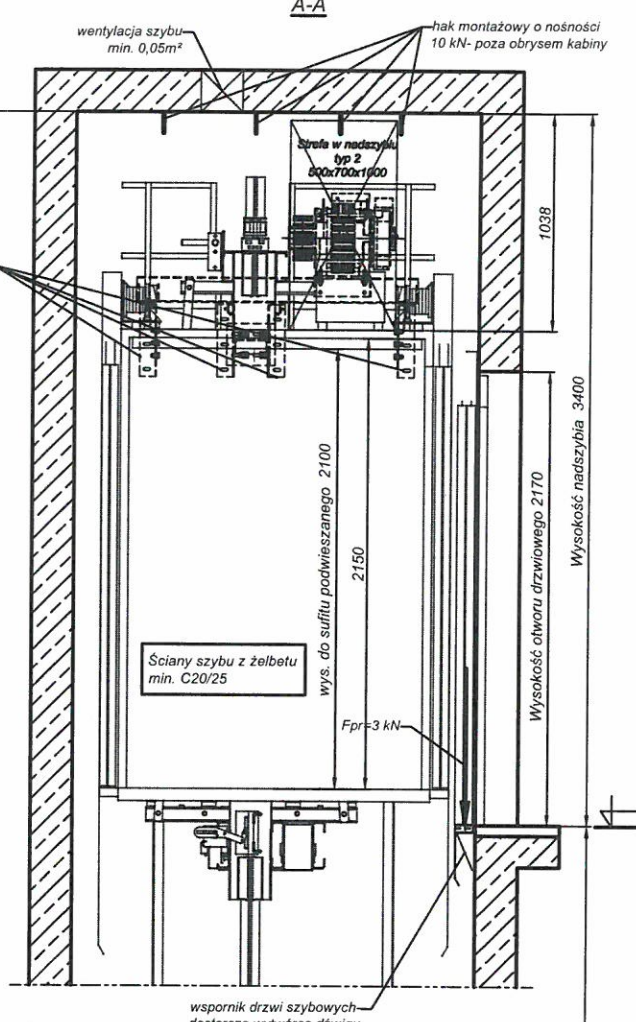 A-A
wentylacja szybu
min. 0,05m²
hak montażowy o nośności
10 kN- poza obrysem kabiny
Strefa w nadszybiu
typ 2
500x700x1000
1038
Wysokość nadszybia 3400
Wysokość otworu drzwiowego 2170
wys. do sufitu podwieszanego 2100
2150
Ściany szybu z żelbetu
min. C20/25
Fpr=3 kN
wspornik drzwi szybowych